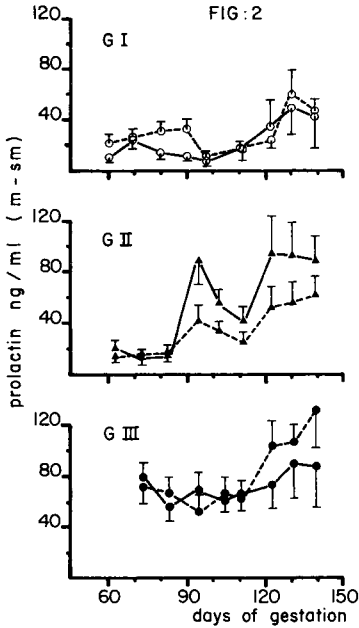 FIG:2
G I
120
80
40
G II
120
80
40
G III
120
80
40
prolactin ng/ml (m-sm)
60 90 120 150
days of gestation